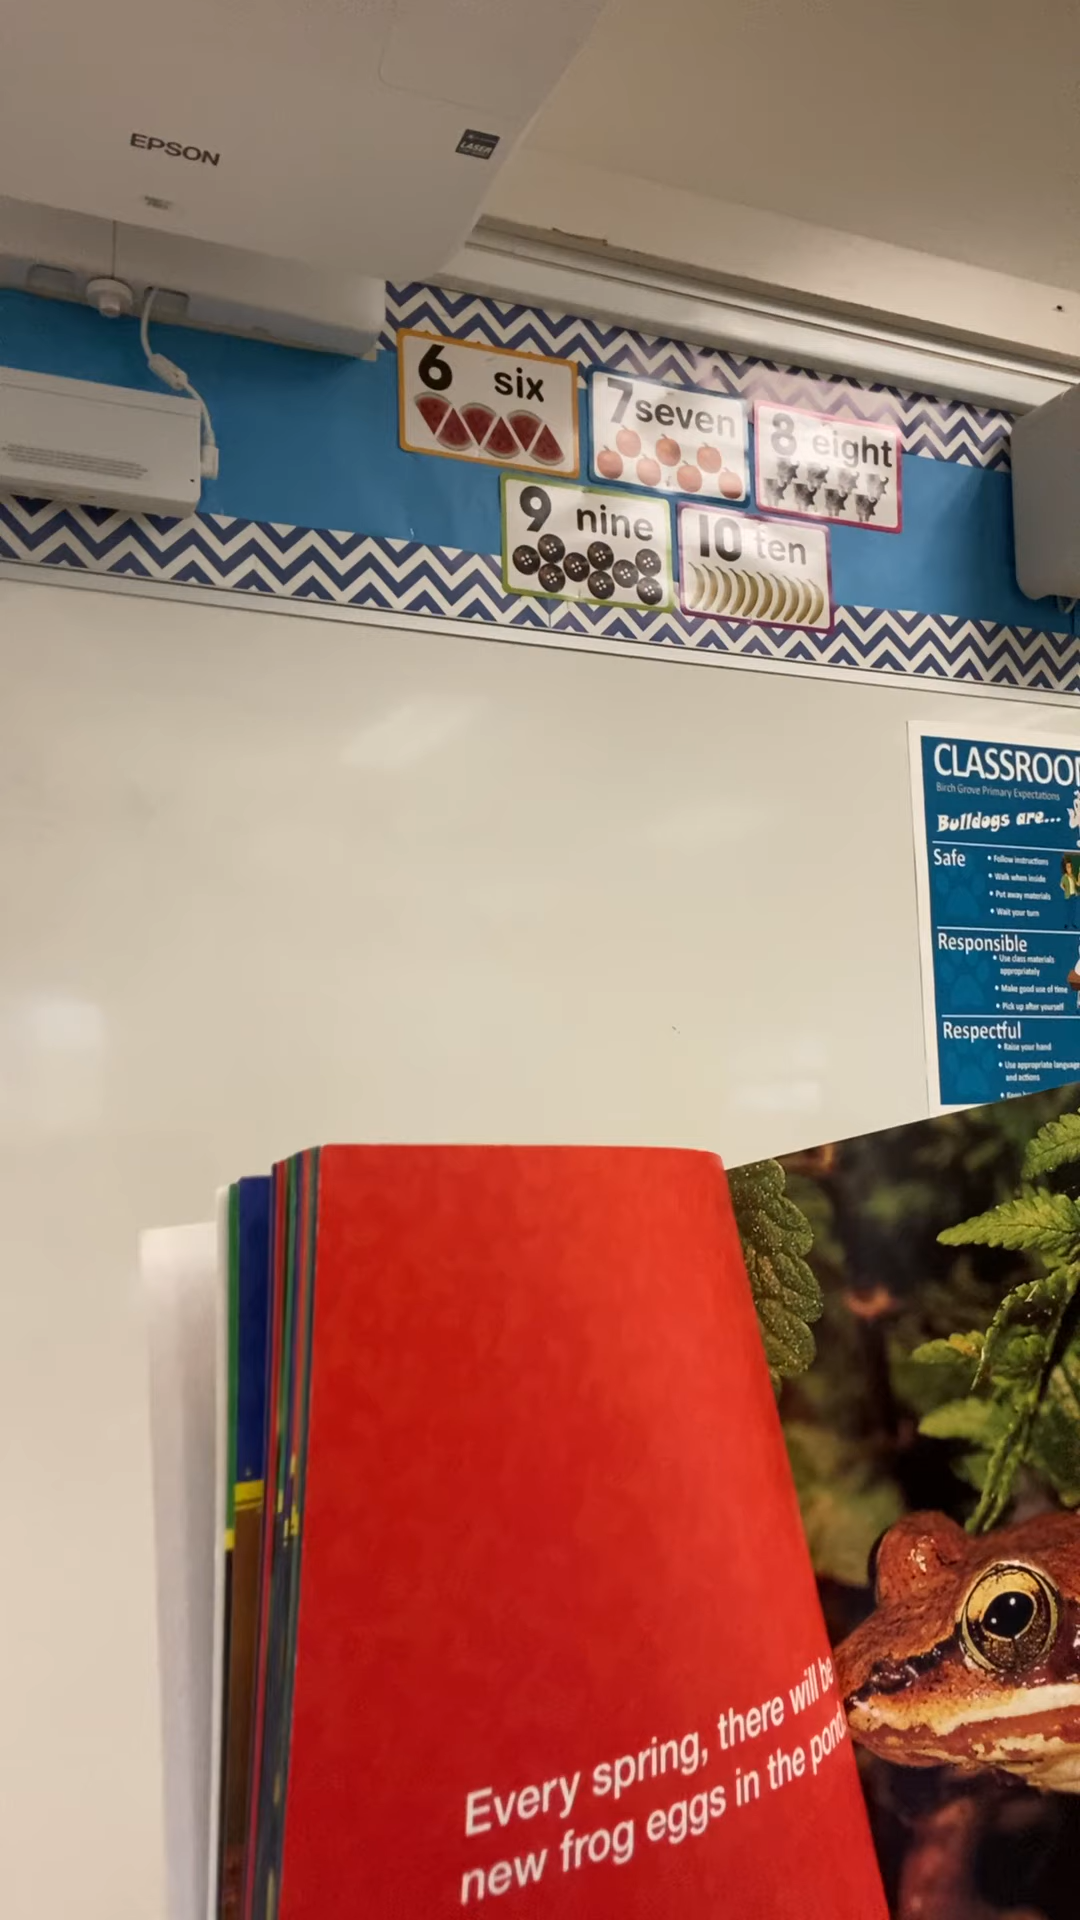 EPSON
LASER
6 six
7 seven
8 eight
9 nine
10 ten
CLASSROO
Birch Grove Primary Expectations
Bulldogs are...
Safe
• Follow instructions
• Walk when inside
• Put away materials
• Wait your turn
Responsible
• Use class materials
appropriately
• Make good use of time
• Pick up after yourself
Respectful
• Raise your hand
• Use appropriate language
and actions
Every spring, there will be
new frog eggs in the pond